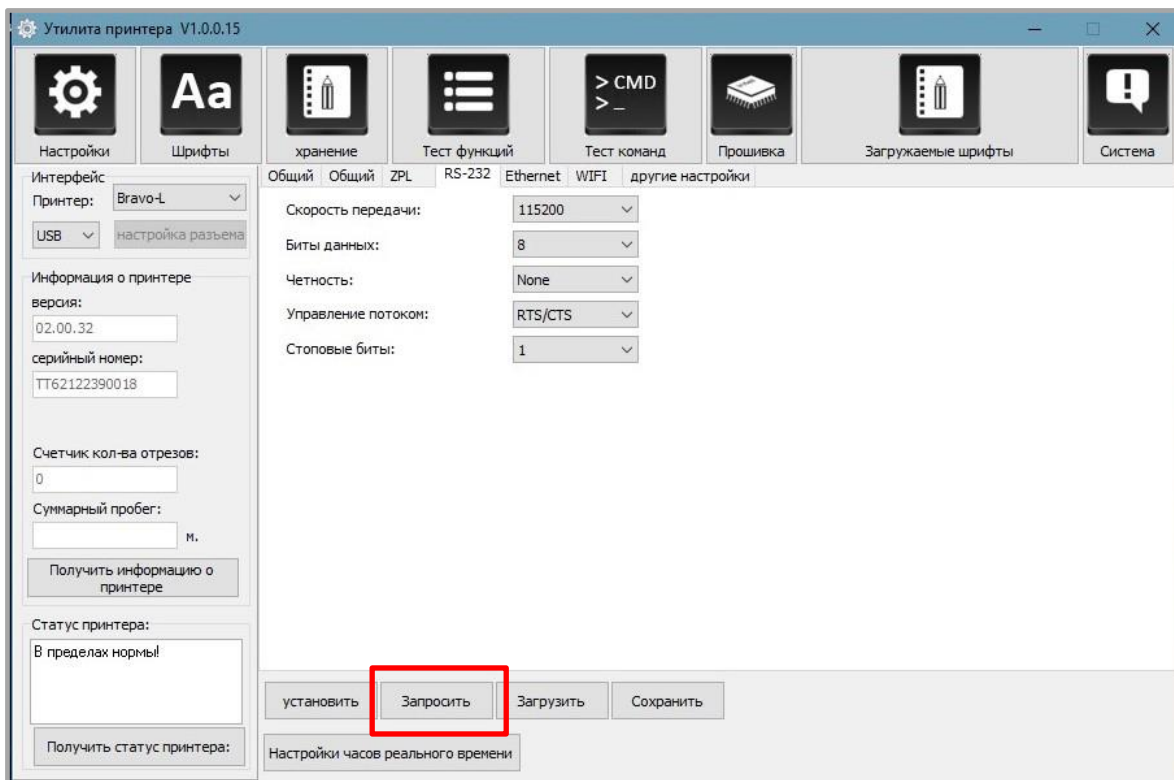 Утилита принтера V1.0.0.15
Aa
> CMD
> _
Настройки
Шрифты
хранение
Тест функций
Тест команд
Прошивка
Загружаемые шрифты
Система
Интерфейс
Принтер: Bravo-L
USB настройка разъема
Информация о принтере
версия:
02.00.32
серийный номер:
TT62122390018
Счетчик кол-ва отрезов:
0
Суммарный пробег:
м.
Получить информацию о
принтере
Статус принтера:
В пределах нормы!
Получить статус принтера:
Общий Общий ZPL RS-232 Ethernet WIFI другие настройки
Скорость передачи: 115200
Биты данных: 8
Четность: None
Управление потоком: RTS/CTS
Стоповые биты: 1
установить Запросить Загрузить Сохранить
Настройки часов реального времени